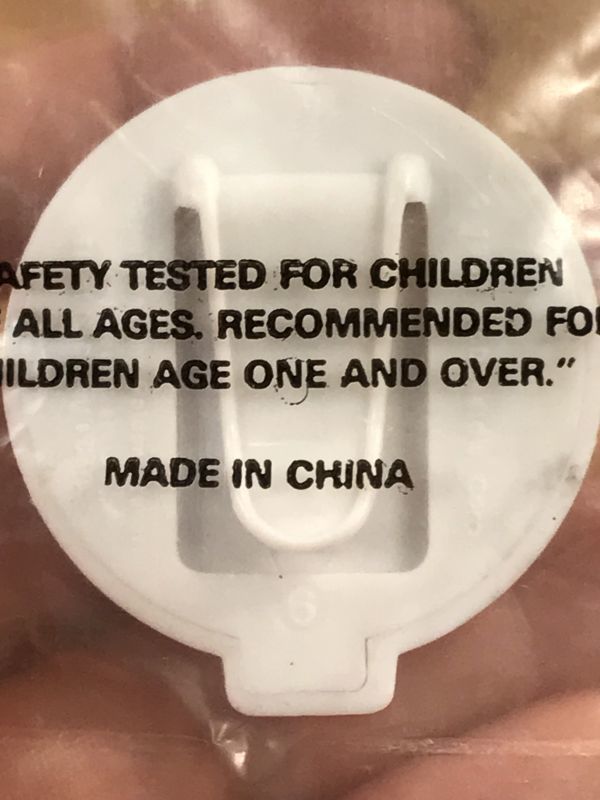 AFETY TESTED FOR CHILDREN
ALL AGES. RECOMMENDED FO
ILDREN AGE ONE AND OVER."
MADE IN CHINA